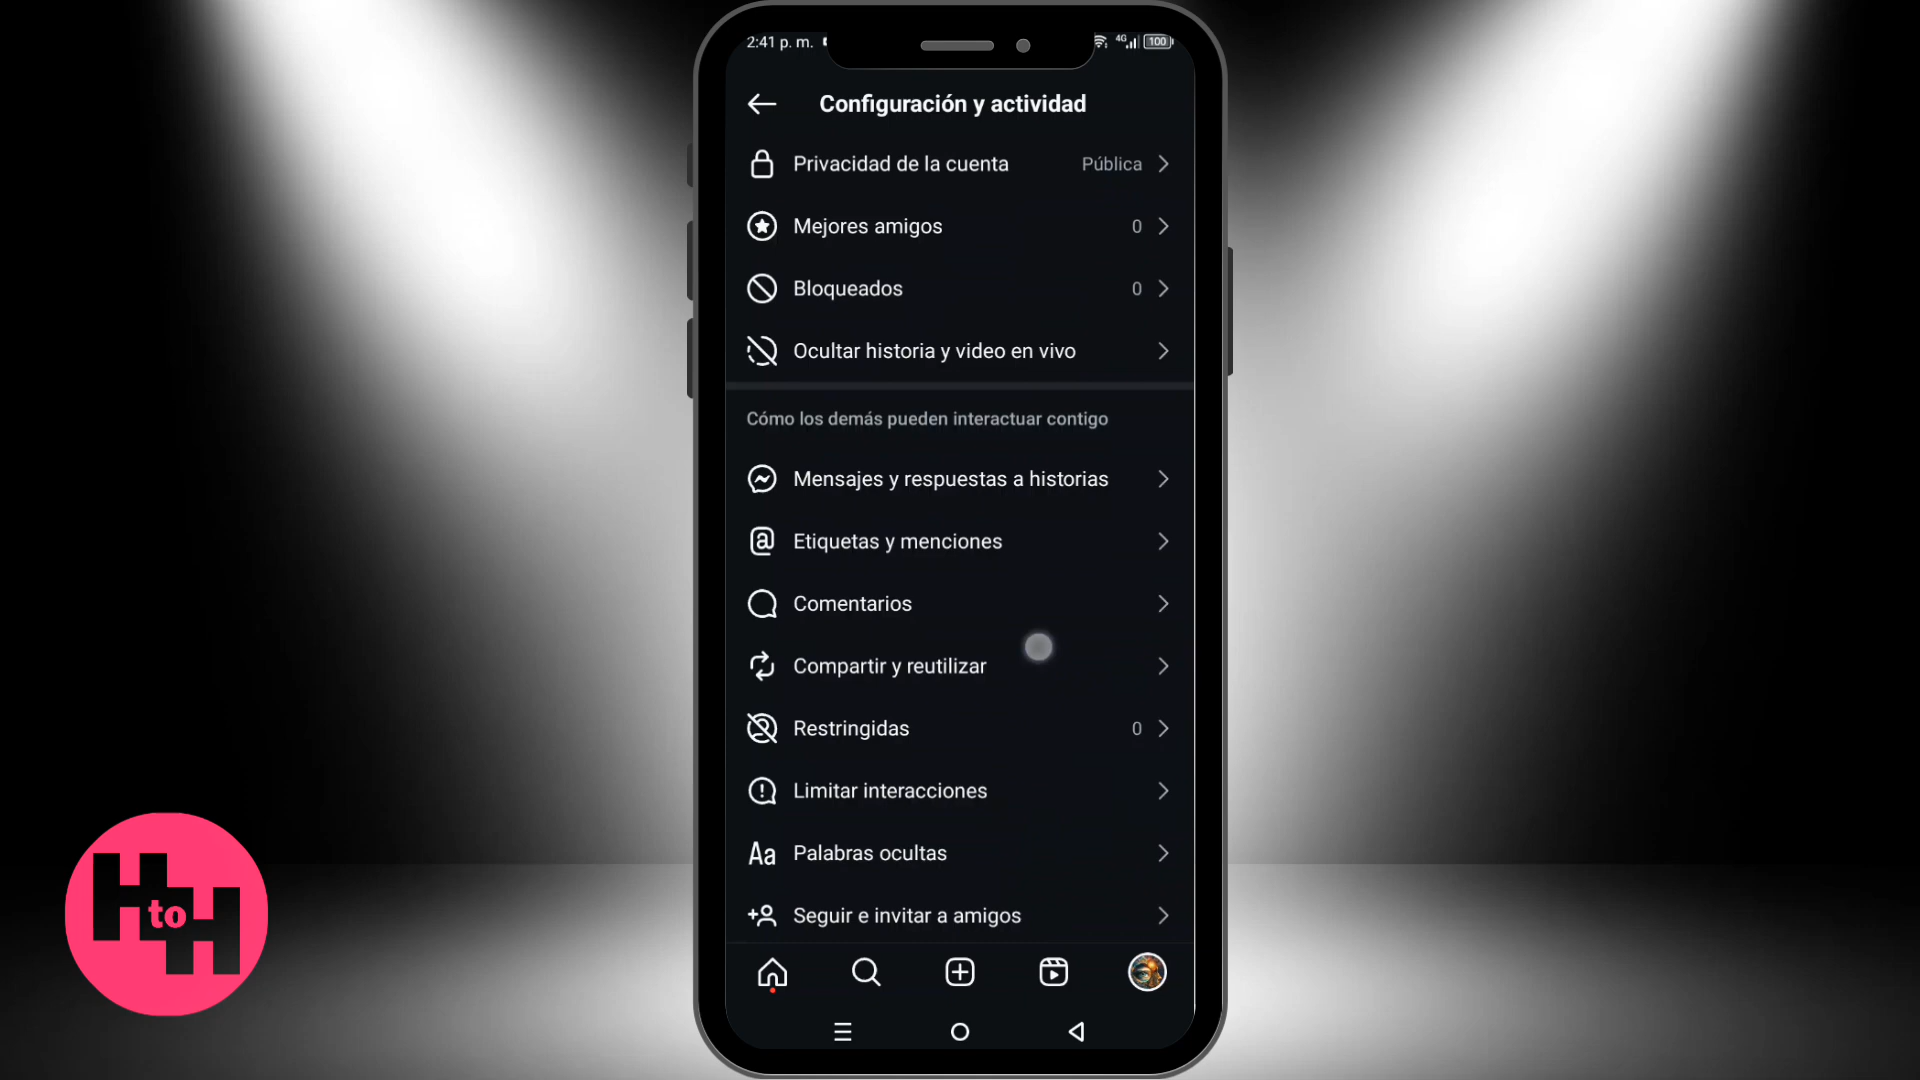 2:41 p. m.
4G
100
Configuración y actividad
Privacidad de la cuenta Pública
Mejores amigos 0
Bloqueados 0
Ocultar historia y video en vivo
Cómo los demás pueden interactuar contigo
Mensajes y respuestas a historias
Etiquetas y menciones
Comentarios
Compartir y reutilizar
Restringidas 0
Limitar interacciones
Aa Palabras ocultas
Seguir e invitar a amigos
H to H